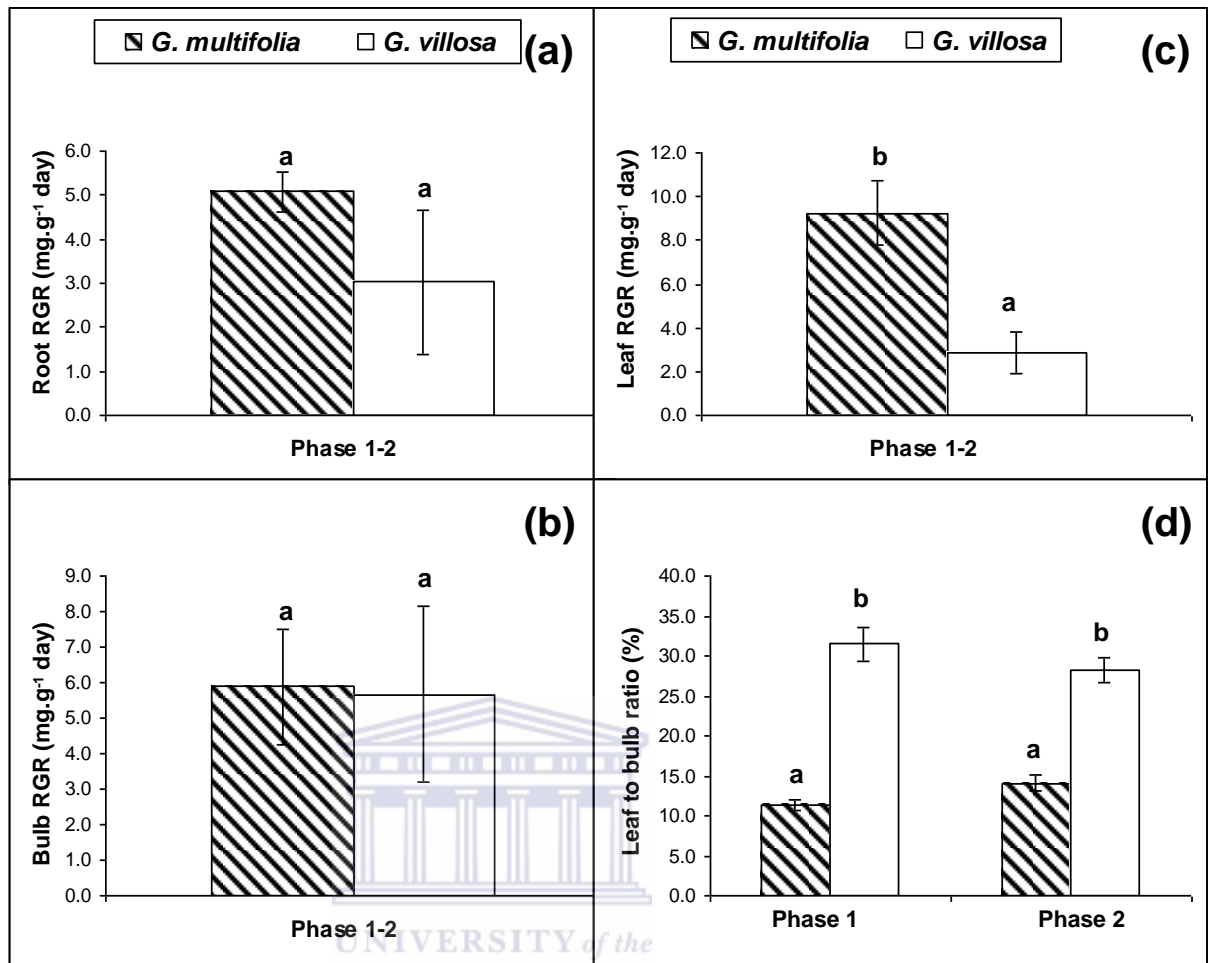 G. multifolia G. villosa
(a)
6.0
5.0
4.0
3.0
2.0
1.0
0.0
Root RGR (mg.g-1 day)
a
a
Phase 1-2
G. multifolia G. villosa
(c)
12.0
10.0
8.0
6.0
4.0
2.0
0.0
Leaf RGR (mg.g-1 day)
b
a
Phase 1-2
(b)
9.0
8.0
7.0
6.0
5.0
4.0
3.0
2.0
1.0
0.0
Bulb RGR (mg.g-1 day)
a
a
Phase 1-2
(d)
40.0
35.0
30.0
25.0
20.0
15.0
10.0
5.0
0.0
Leaf to bulb ratio (%)
a
b
a
b
Phase 1 Phase 2
UNIVERSITY of the